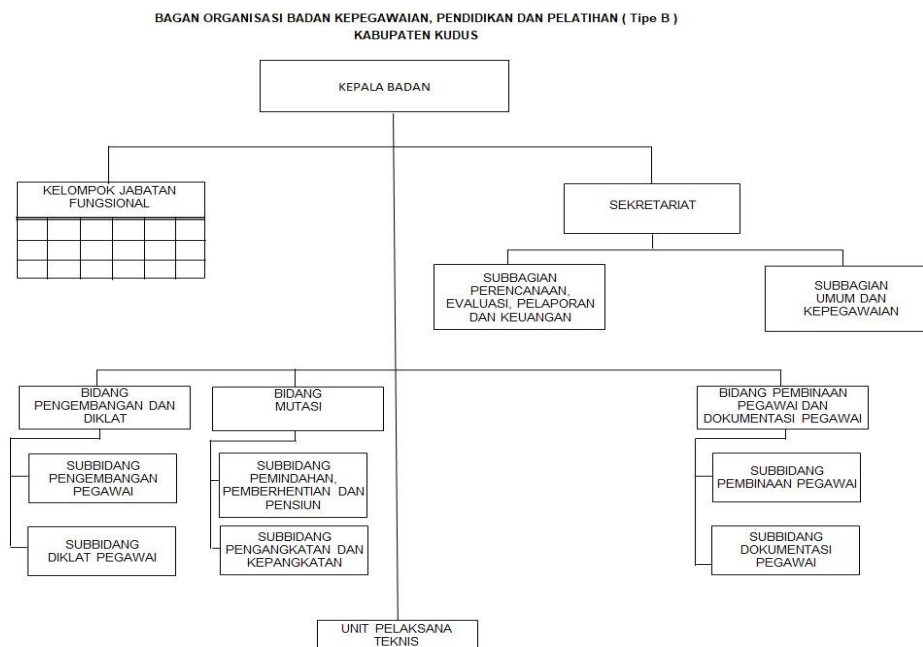 BAGAN ORGANISASI BADAN KEPEGAWAIAN, PENDIDIKAN DAN PELATIHAN ( Tipe B )
KABUPATEN KUDUS
KEPALA BADAN
KELOMPOK JABATAN
FUNGSIONAL
SEKRETARIAT
SUBBAGIAN
PERENCANAAN,
EVALUASI, PELAPORAN
DAN KEUANGAN
SUBBAGIAN
UMUM DAN
KEPEGAWAIAN
BIDANG
PENGEMBANGAN DAN
DIKLAT
SUBBIDANG
PENGEMBANGAN
PEGAWAI
SUBBIDANG
DIKLAT PEGAWAI
BIDANG
MUTASI
SUBBIDANG
PEMINDAHAN,
PEMBERHENTIAN DAN
PENSIUN
SUBBIDANG
PENGANGKATAN DAN
KEPANGKATAN
BIDANG PEMBINAAN
PEGAWAI DAN
DOKUMENTASI PEGAWAI
SUBBIDANG
PEMBINAAN PEGAWAI
SUBBIDANG
DOKUMENTASI
PEGAWAI
UNIT PELAKSANA
TEKNIS